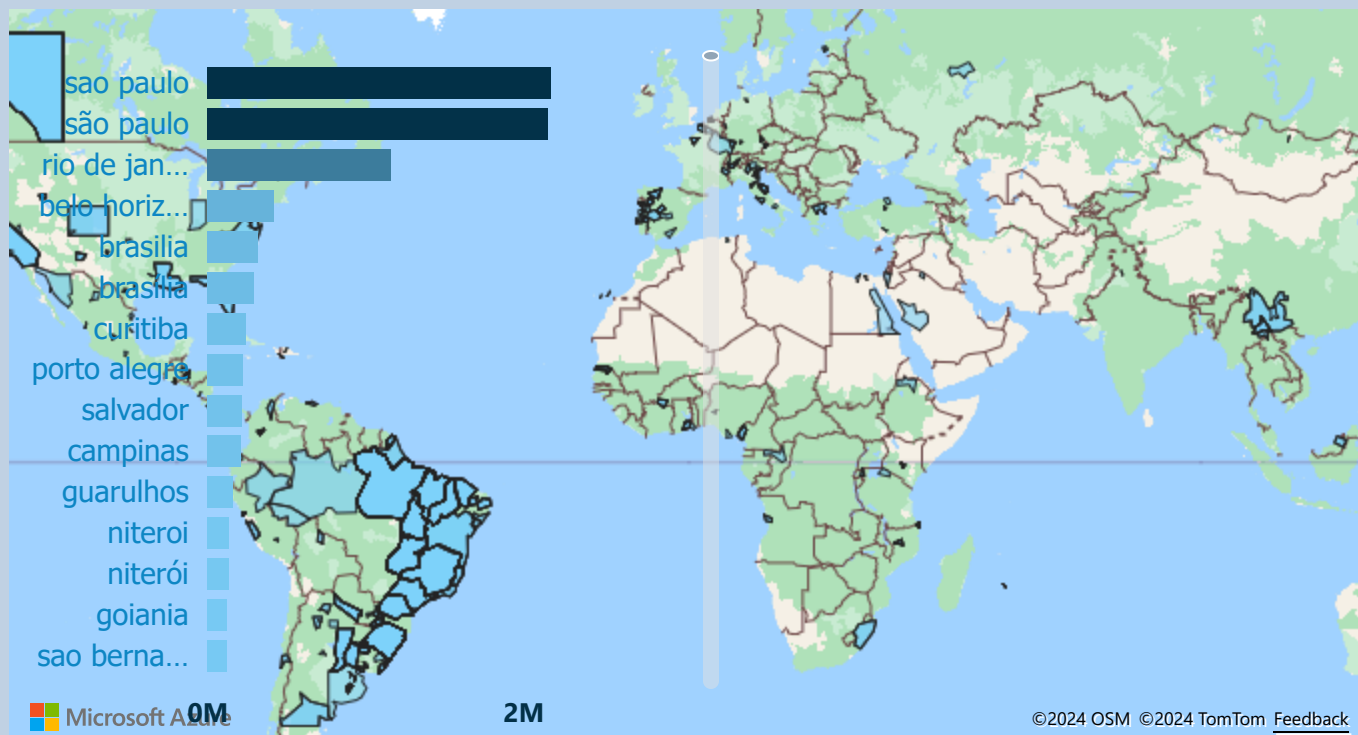 sao paulo
são paulo
rio de jan...
belo horiz...
brasilia
brasília
curitiba
porto alegre
salvador
campinas
guarulhos
niteroi
niterói
goiania
sao berna...
0M
2M
Microsoft Azure
©2024 OSM ©2024 TomTom Feedback